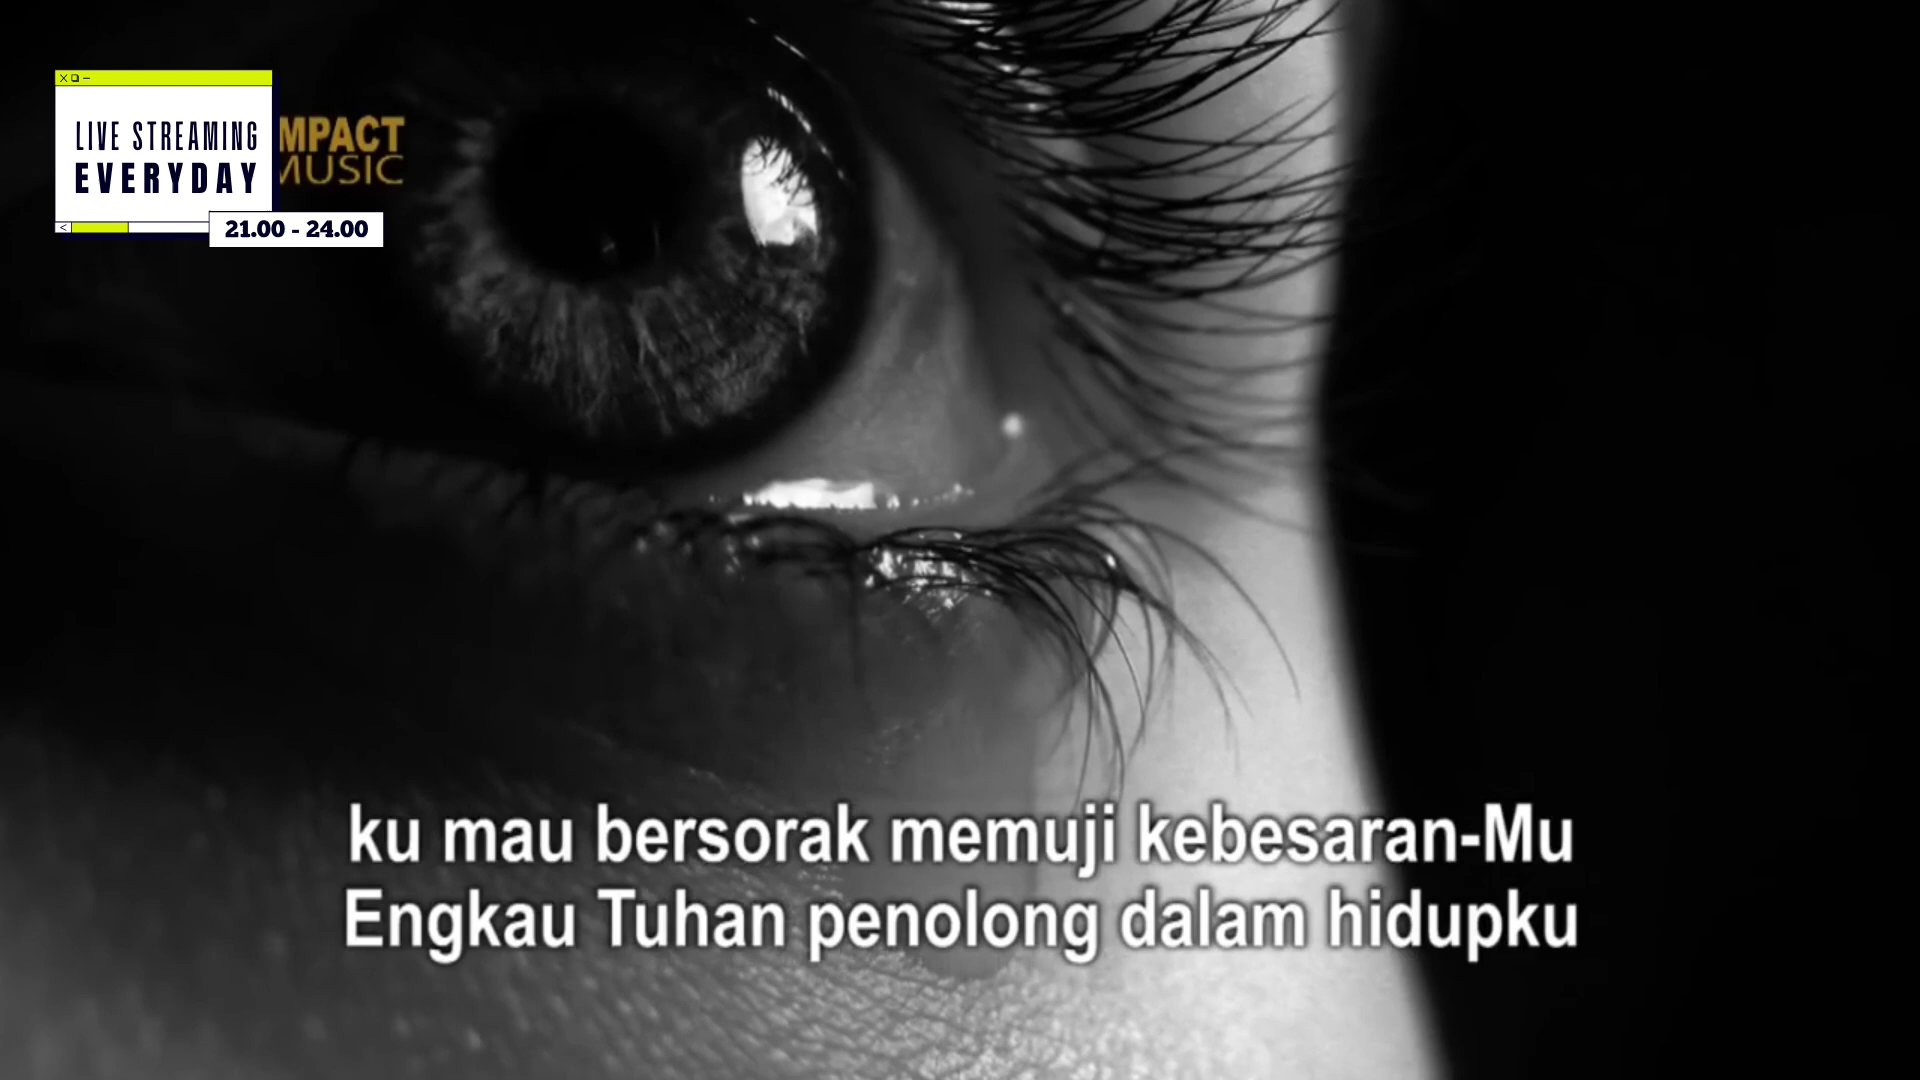 LIVE STREAMING
EVERYDAY
MPACT
MUSIC
21.00 - 24.00
ku mau bersorak memuji kebesaran-Mu
Engkau Tuhan penolong dalam hidupku